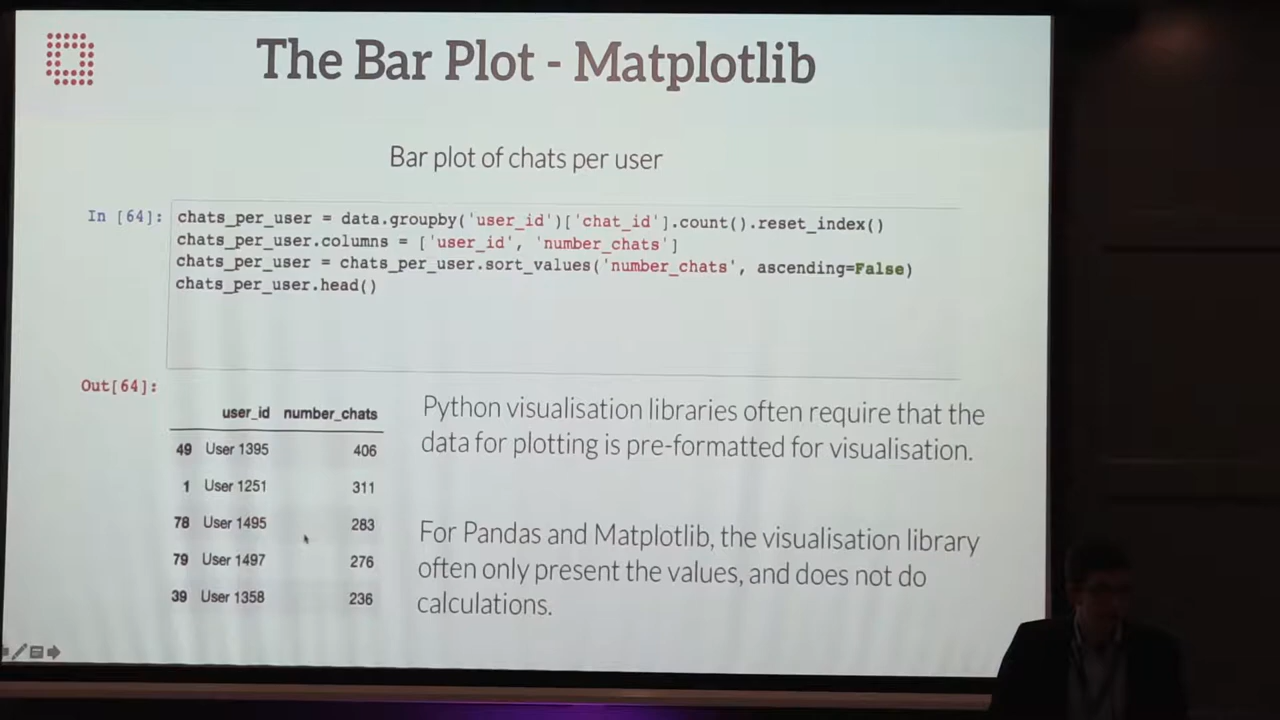 The Bar Plot - Matplotlib
Bar plot of chats per user
In [64]: chats_per_user = data.groupby('user_id')['chat_id'].count().reset_index()
chats_per_user.columns = ['user_id', 'number_chats']
chats_per_user = chats_per_user.sort_values('number_chats', ascending=False)
chats_per_user.head()
Out[64]:
user_id number_chats
49 User 1395 406
1 User 1251 311
78 User 1495 283
79 User 1497 276
39 User 1358 236
Python visualisation libraries often require that the
data for plotting is pre-formatted for visualisation.
For Pandas and Matplotlib, the visualisation library
often only present the values, and does not do
calculations.